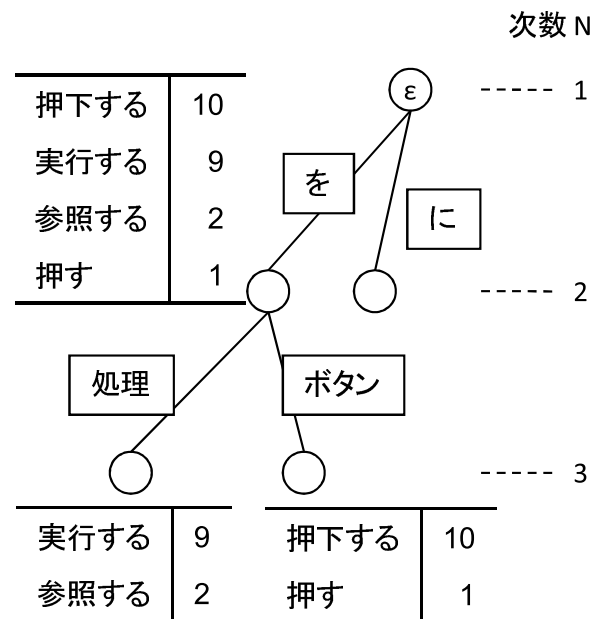 次数 N
ε
1
押下する 10
実行する 9
参照する 2
押す 1
を
に
2
処理
ボタン
3
実行する 9
参照する 2
押下する 10
押す 1